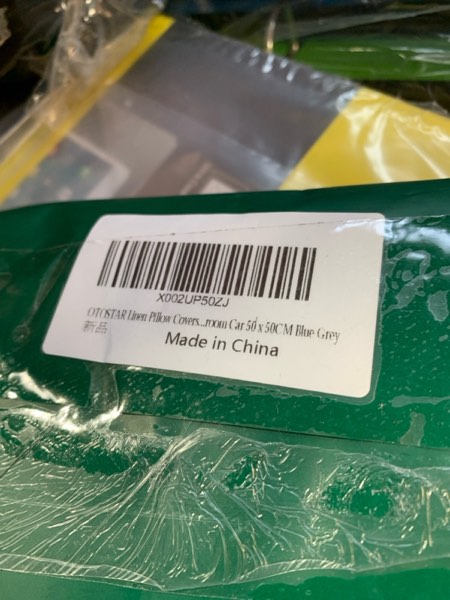 X002UP50ZJ
OTOSTAR Linen Pillow Covers...room Car 50 x 50CM Blue Grey
新品
Made in China